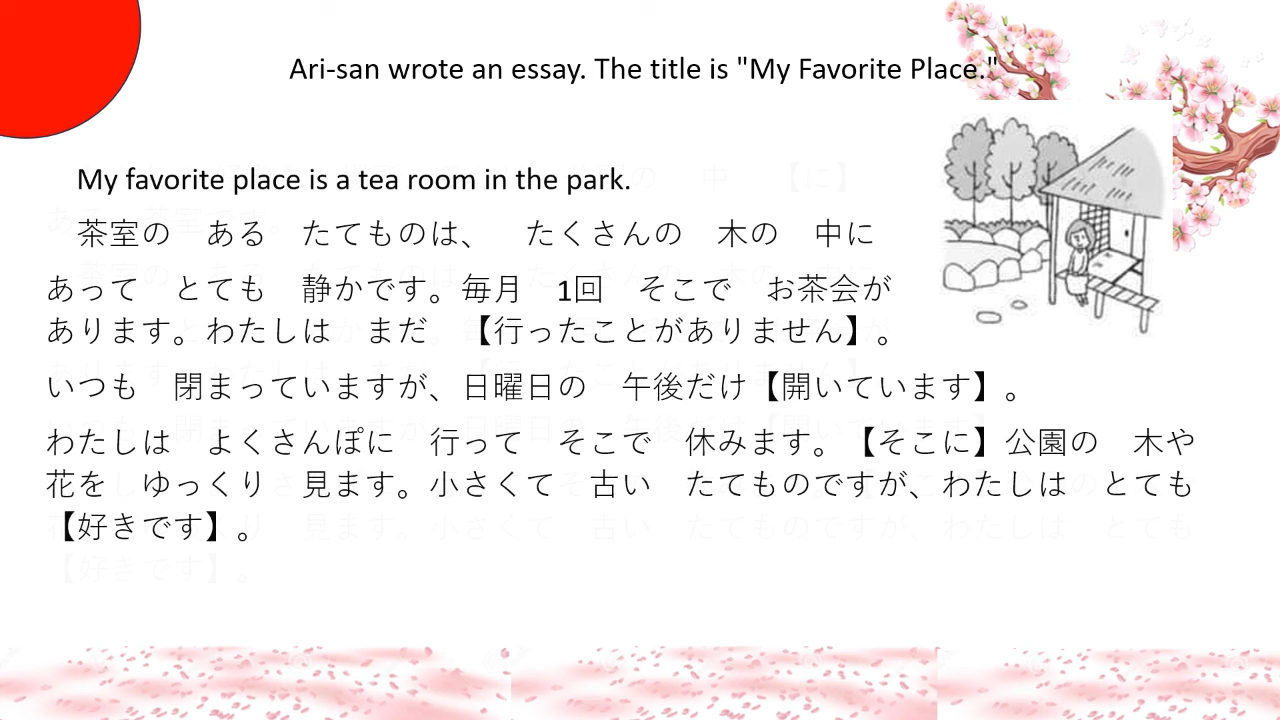 Ari-san wrote an essay. The title is "My Favorite Place."
My favorite place is a tea room in the park.
茶室の　ある　たてものは、　たくさんの　木の　中に
あって　とても　静かです。毎月　1回　そこで　お茶会が
あります。わたしは　まだ　【行ったことがありません】。
いつも　閉まっていますが、日曜日の　午後だけ【開いています】。
わたしは　よくさんぽに　行って　そこで　休みます。【そこに】公園の　木や
花を　ゆっくり　見ます。小さくて　古い　たてものですが、わたしは　とても
【好きです】。